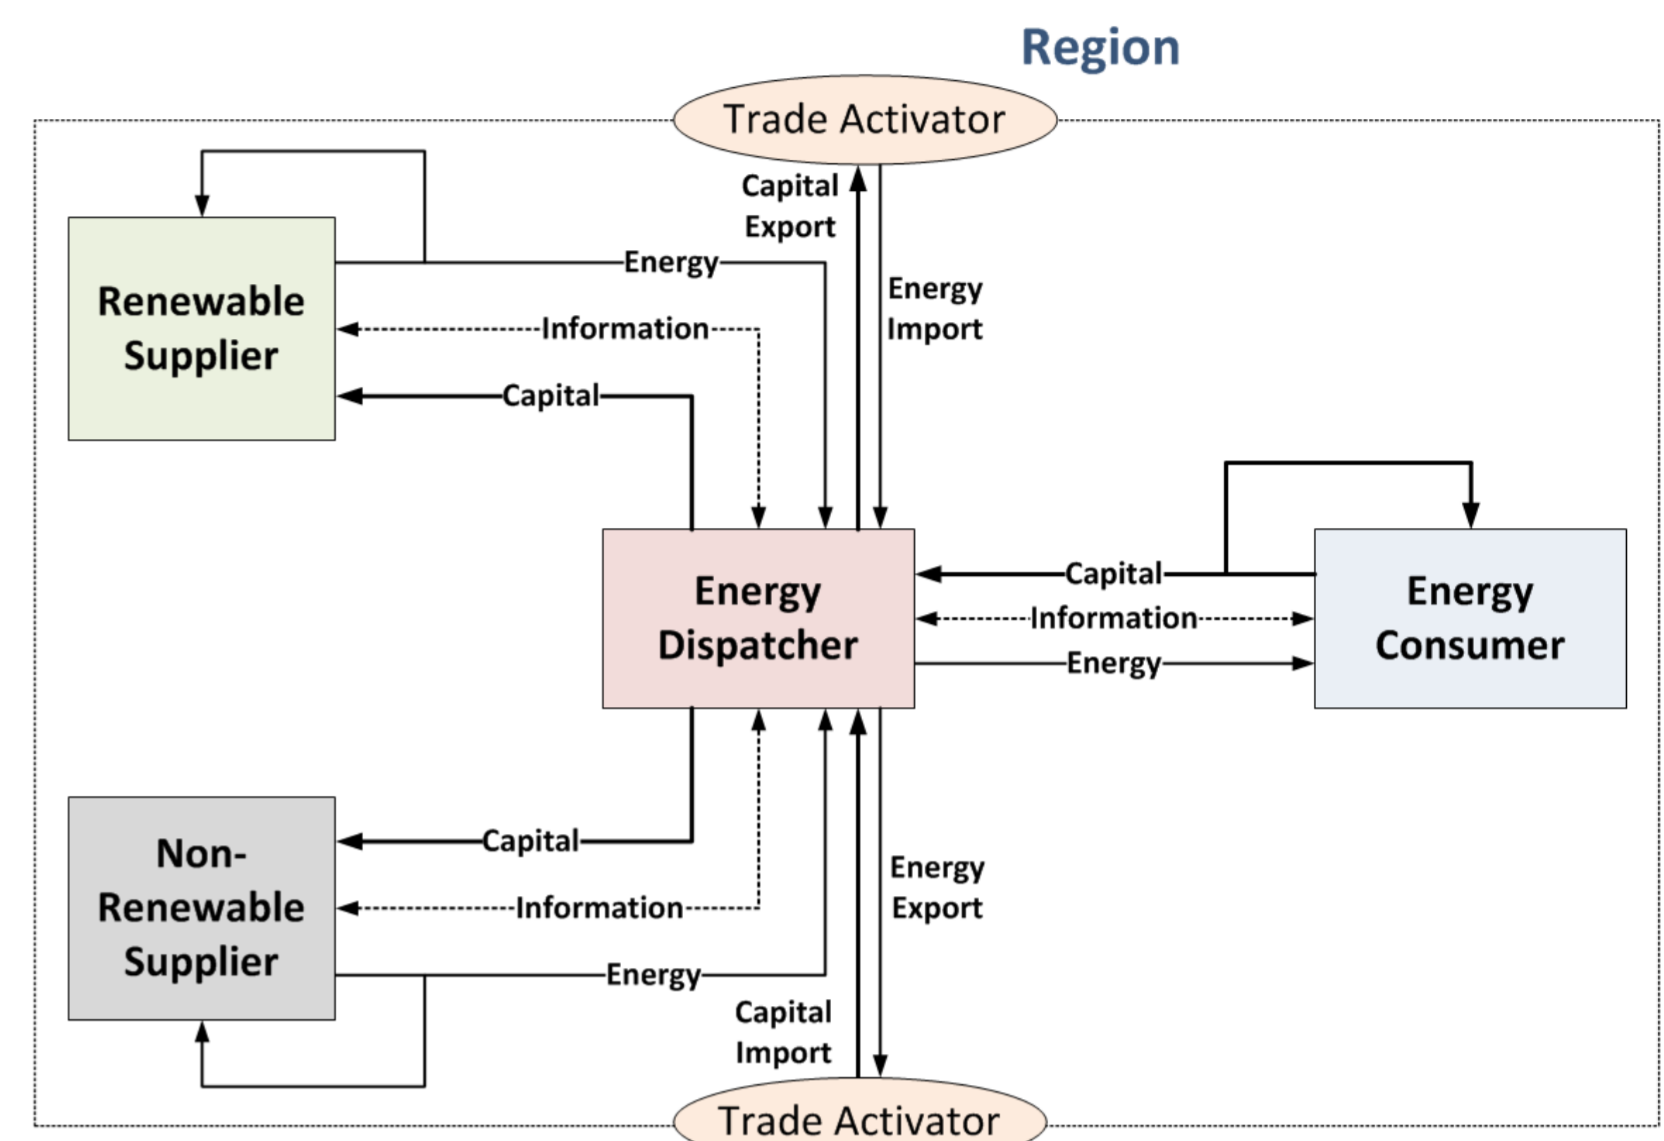 Region
Trade Activator
Capital
Export
Energy
Import
Energy
Information
Capital
Renewable
Supplier
Energy
Dispatcher
Capital
Information
Energy
Energy
Consumer
Non-
Renewable
Supplier
Capital
Information
Energy
Energy
Export
Capital
Import
Trade Activator